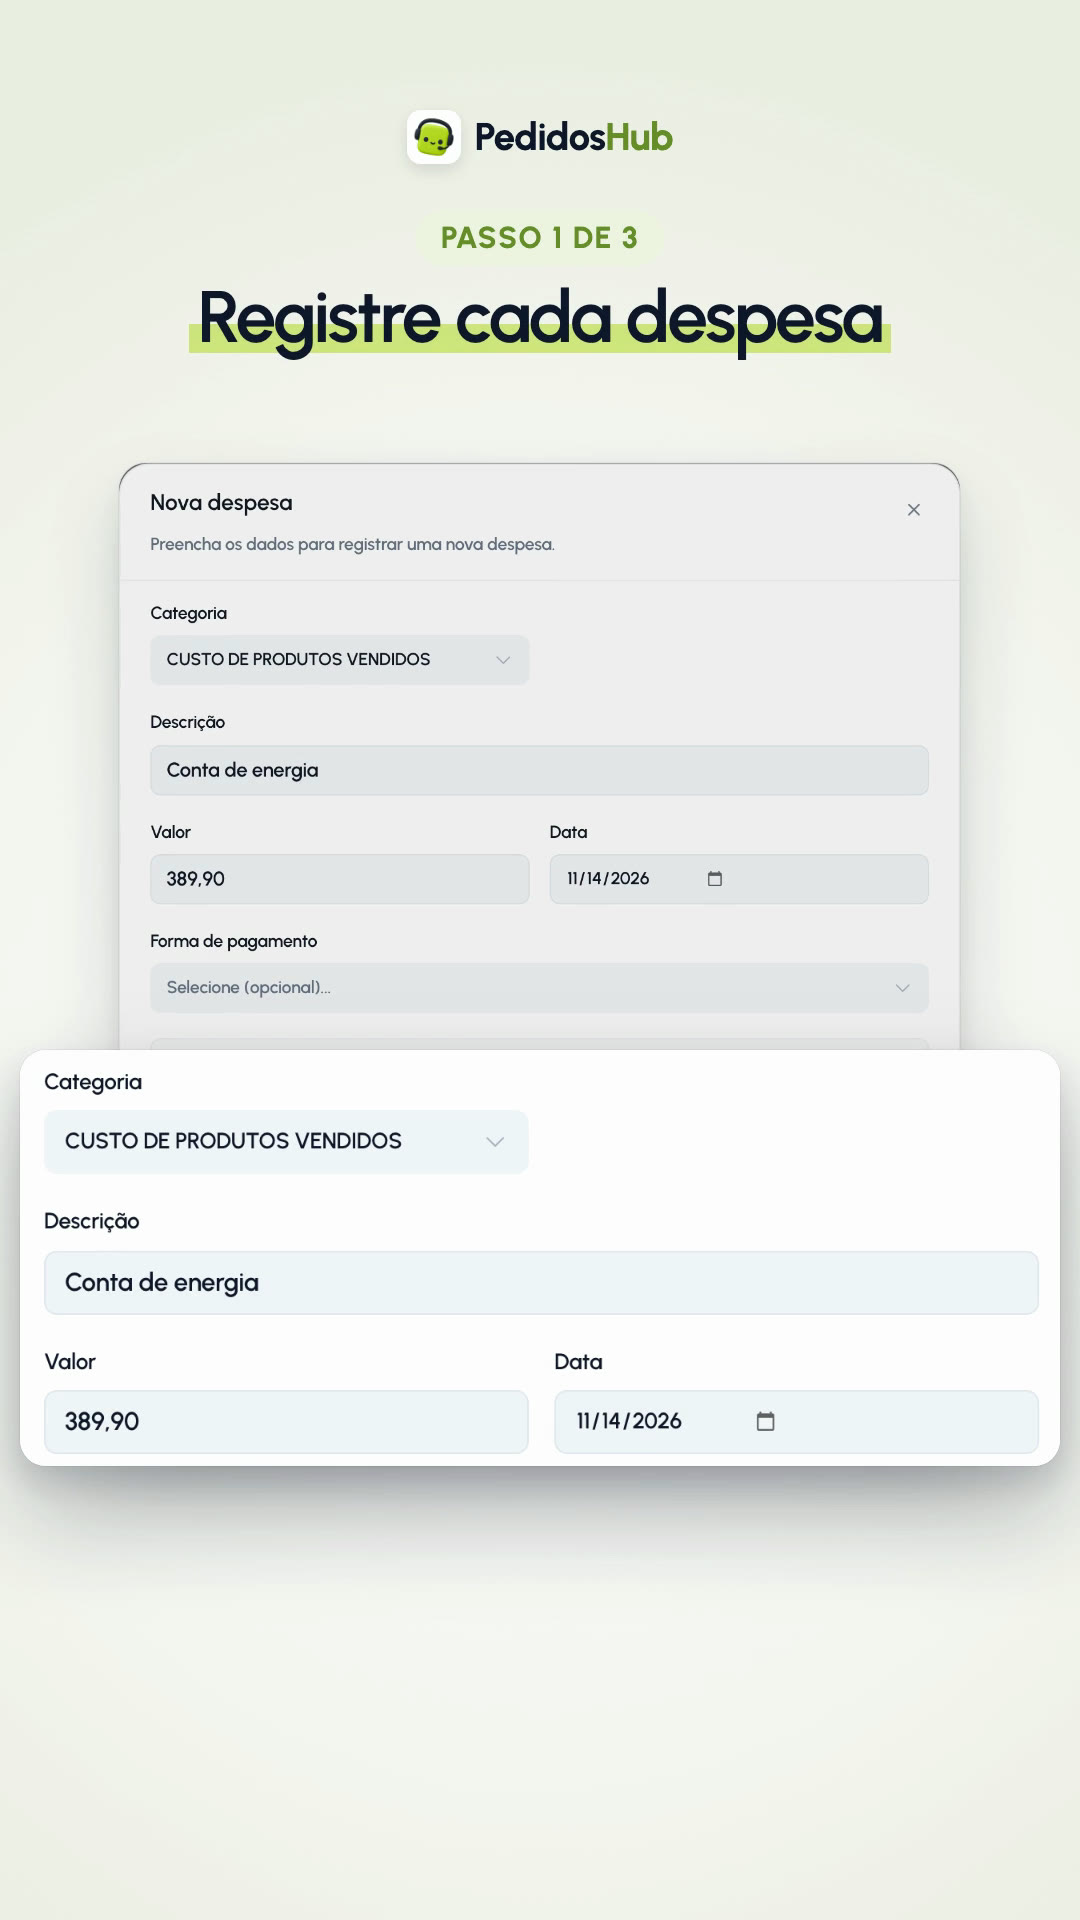 PedidosHub
PASSO 1 DE 3
Registre cada despesa
Nova despesa
Preencha os dados para registrar uma nova despesa.
Categoria
CUSTO DE PRODUTOS VENDIDOS
Descrição
Conta de energia
Valor
Data
389,90
11/14/2026
Forma de pagamento
Selecione (opcional)...
Categoria
CUSTO DE PRODUTOS VENDIDOS
Descrição
Conta de energia
Valor
Data
389,90
11/14/2026